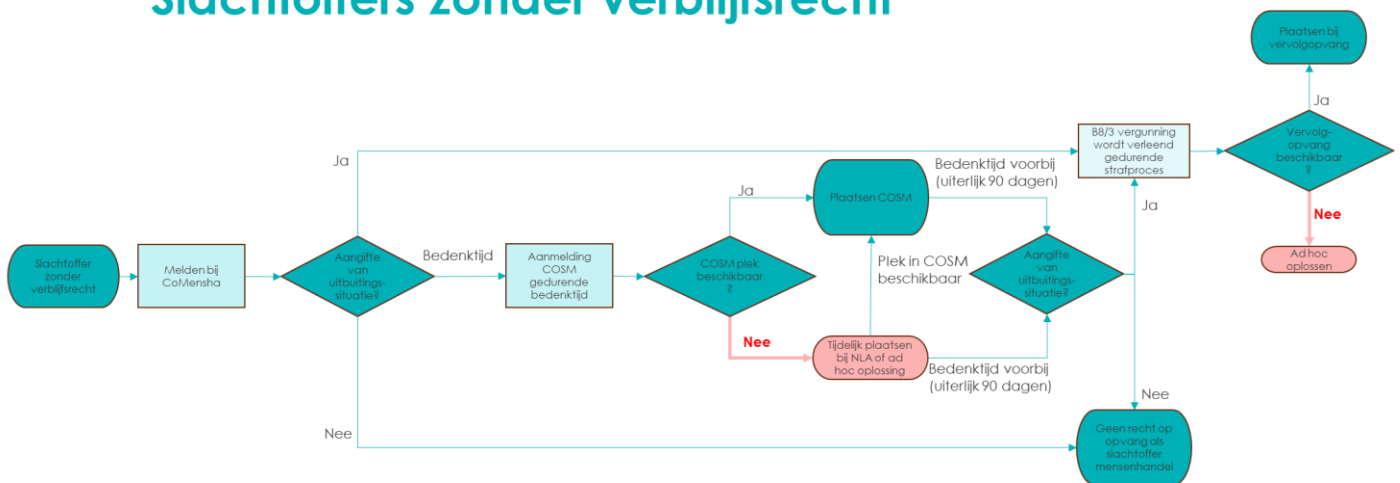 Slachtoffers zonder verblijfsrecht
Plaatsen bij
vervolgopvang
Ja
Vervolg-
opvang
beschikbaar
?
Nee
Ad hoc
oplossen
B8/3 vergunning
wordt verleend
gedurende
strafproces
Ja
Ja
Slachtoffer
zonder
verblijfsrecht
Melden bij
CoMensha
Aangifte
van
uitbuitings-
situatie?
Bedenktijd
Aanmelding
COSM
gedurende
bedenktijd
COSM plek
beschikbaar
?
Ja
Plaatsen COSM
Bedenktijd voorbij
(uiterlijk 90 dagen)
Plek in COSM
beschikbaar
Aangifte
van
uitbuitings-
situatie?
Nee
Tijdelijk plaatsen
bij NLA of ad
hoc oplossing
Bedenktijd voorbij
(uiterlijk 90 dagen)
Nee
Nee
Geen recht op
opvang als
slachtoffer
mensenhandel